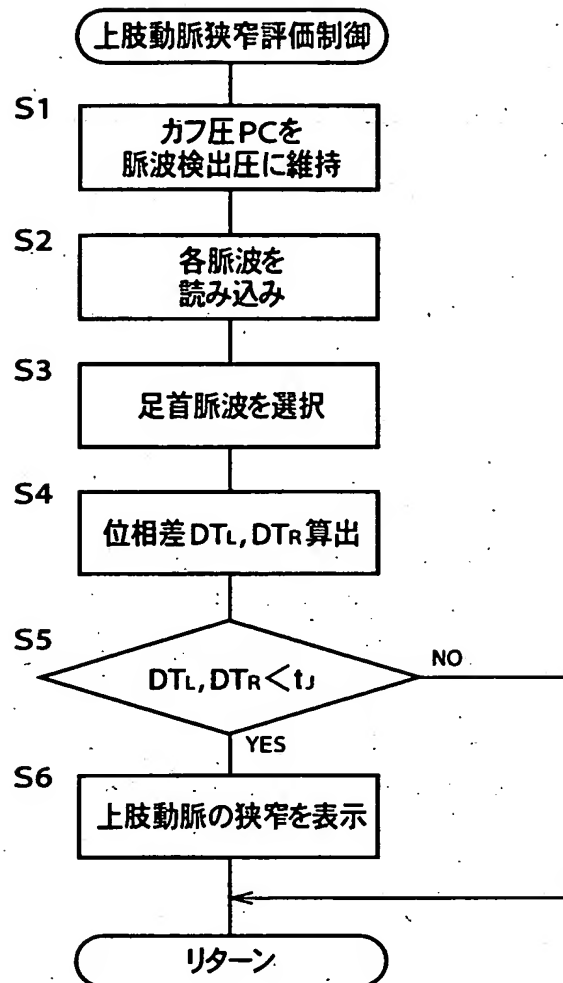 上肢動脈狭窄評価制御
S1
カフ圧PCを
脈波検出圧に維持
S2
各脈波を
読み込み
S3
足首脈波を選択
S4
位相差DTL,DTR算出
S5
DTL,DTR<tJ
NO
YES
S6
上肢動脈の狭窄を表示
リターン